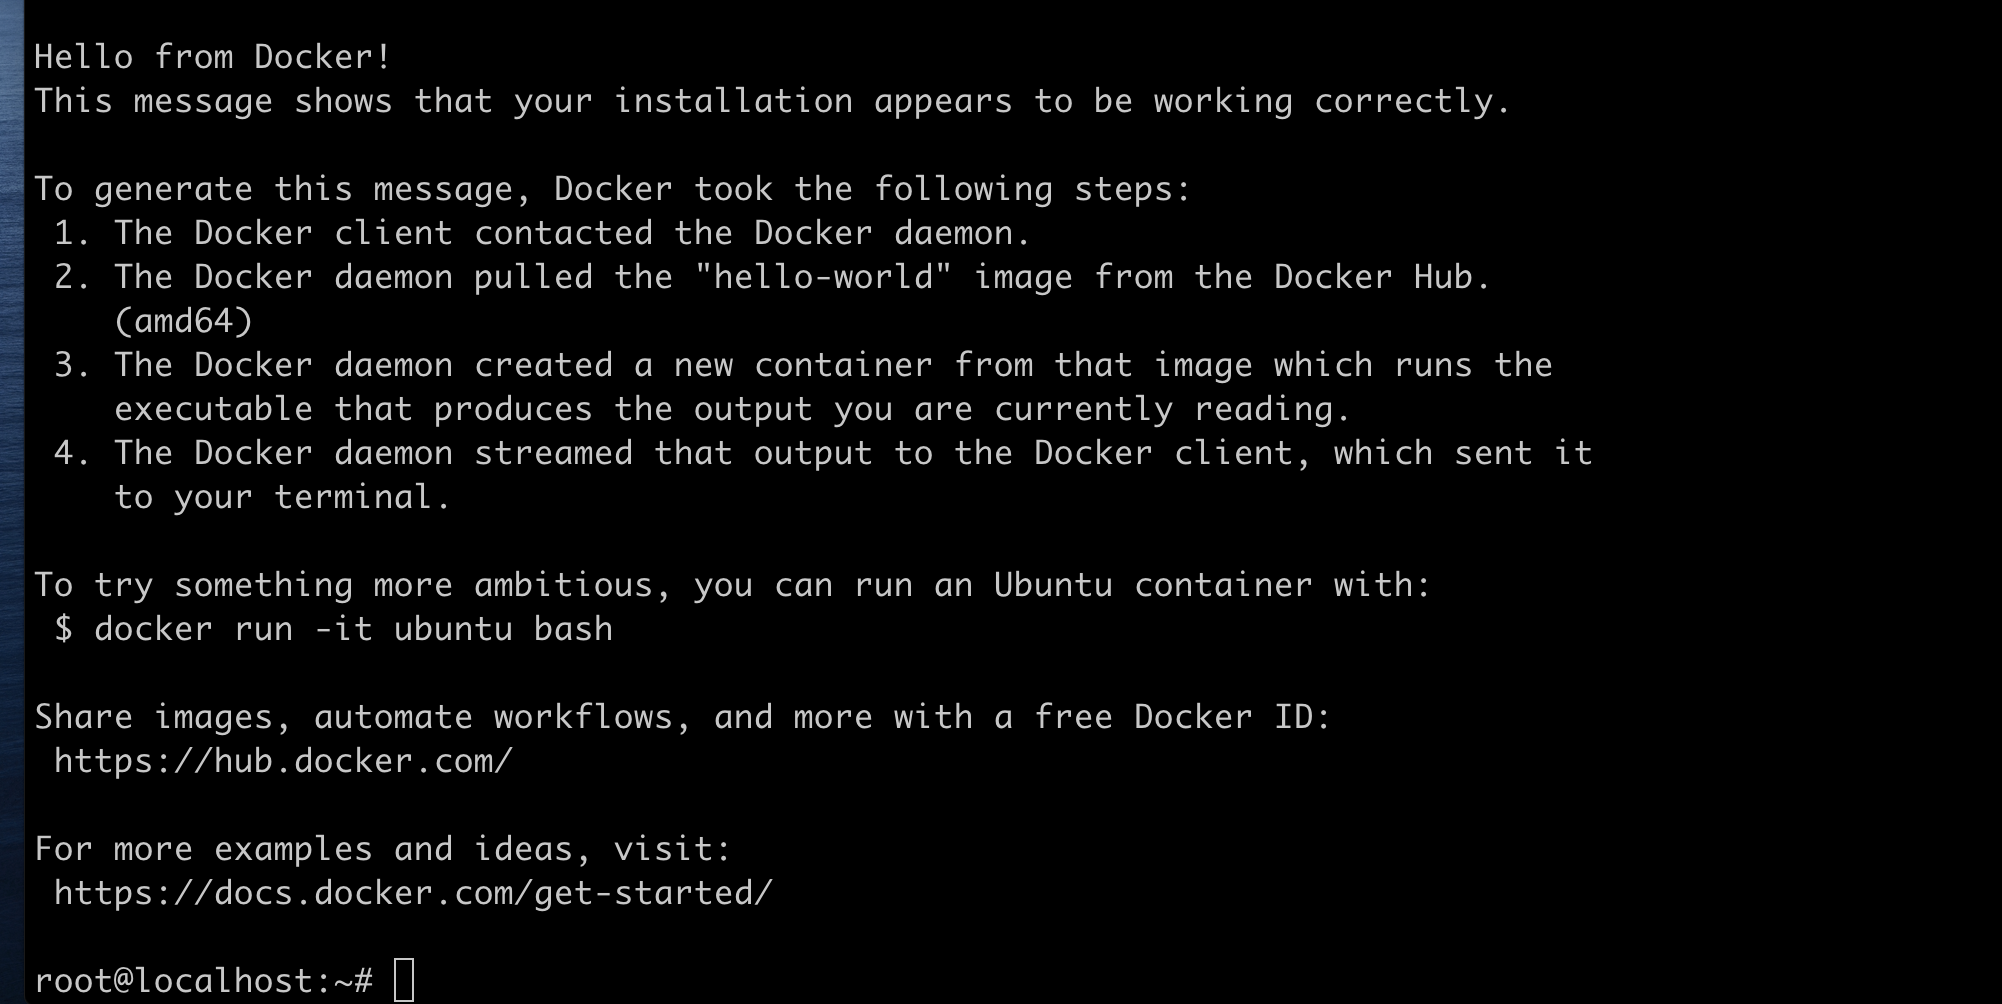 Hello from Docker!
This message shows that your installation appears to be working correctly.
To generate this message, Docker took the following steps:
1. The Docker client contacted the Docker daemon.
2. The Docker daemon pulled the "hello-world" image from the Docker Hub.
(amd64)
3. The Docker daemon created a new container from that image which runs the
executable that produces the output you are currently reading.
4. The Docker daemon streamed that output to the Docker client, which sent it
to your terminal.
To try something more ambitious, you can run an Ubuntu container with:
$ docker run -it ubuntu bash
Share images, automate workflows, and more with a free Docker ID:
https://hub.docker.com/
For more examples and ideas, visit:
https://docs.docker.com/get-started/
root@localhost:~#